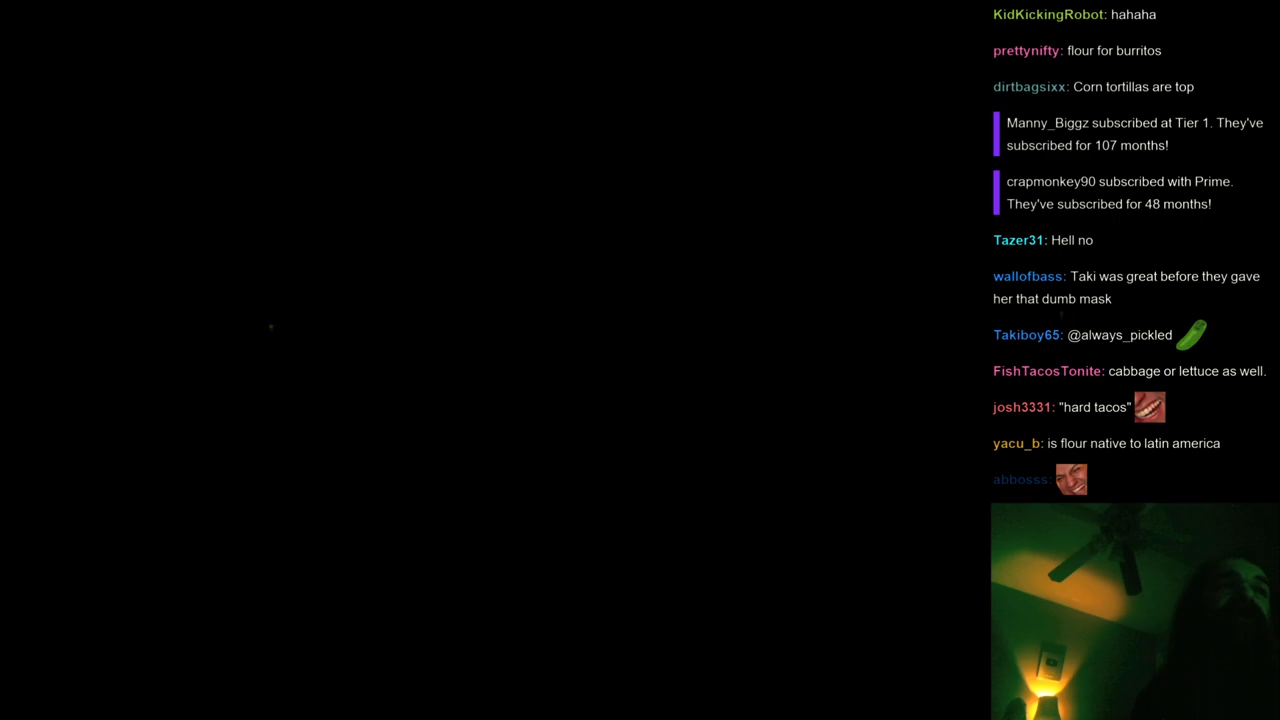 KidKickingRobot: hahaha
prettynifty: flour for burritos
dirtbagsixx: Corn tortillas are top
Manny_Biggz subscribed at Tier 1. They've
subscribed for 107 months!
crapmonkey90 subscribed with Prime.
They've subscribed for 48 months!
Tazer31: Hell no
wallofbass: Taki was great before they gave
her that dumb mask
Takiboy65: @always_pickled
FishTacosTonite: cabbage or lettuce as well.
josh3331: "hard tacos"
yacu_b: is flour native to latin america
abbosss: